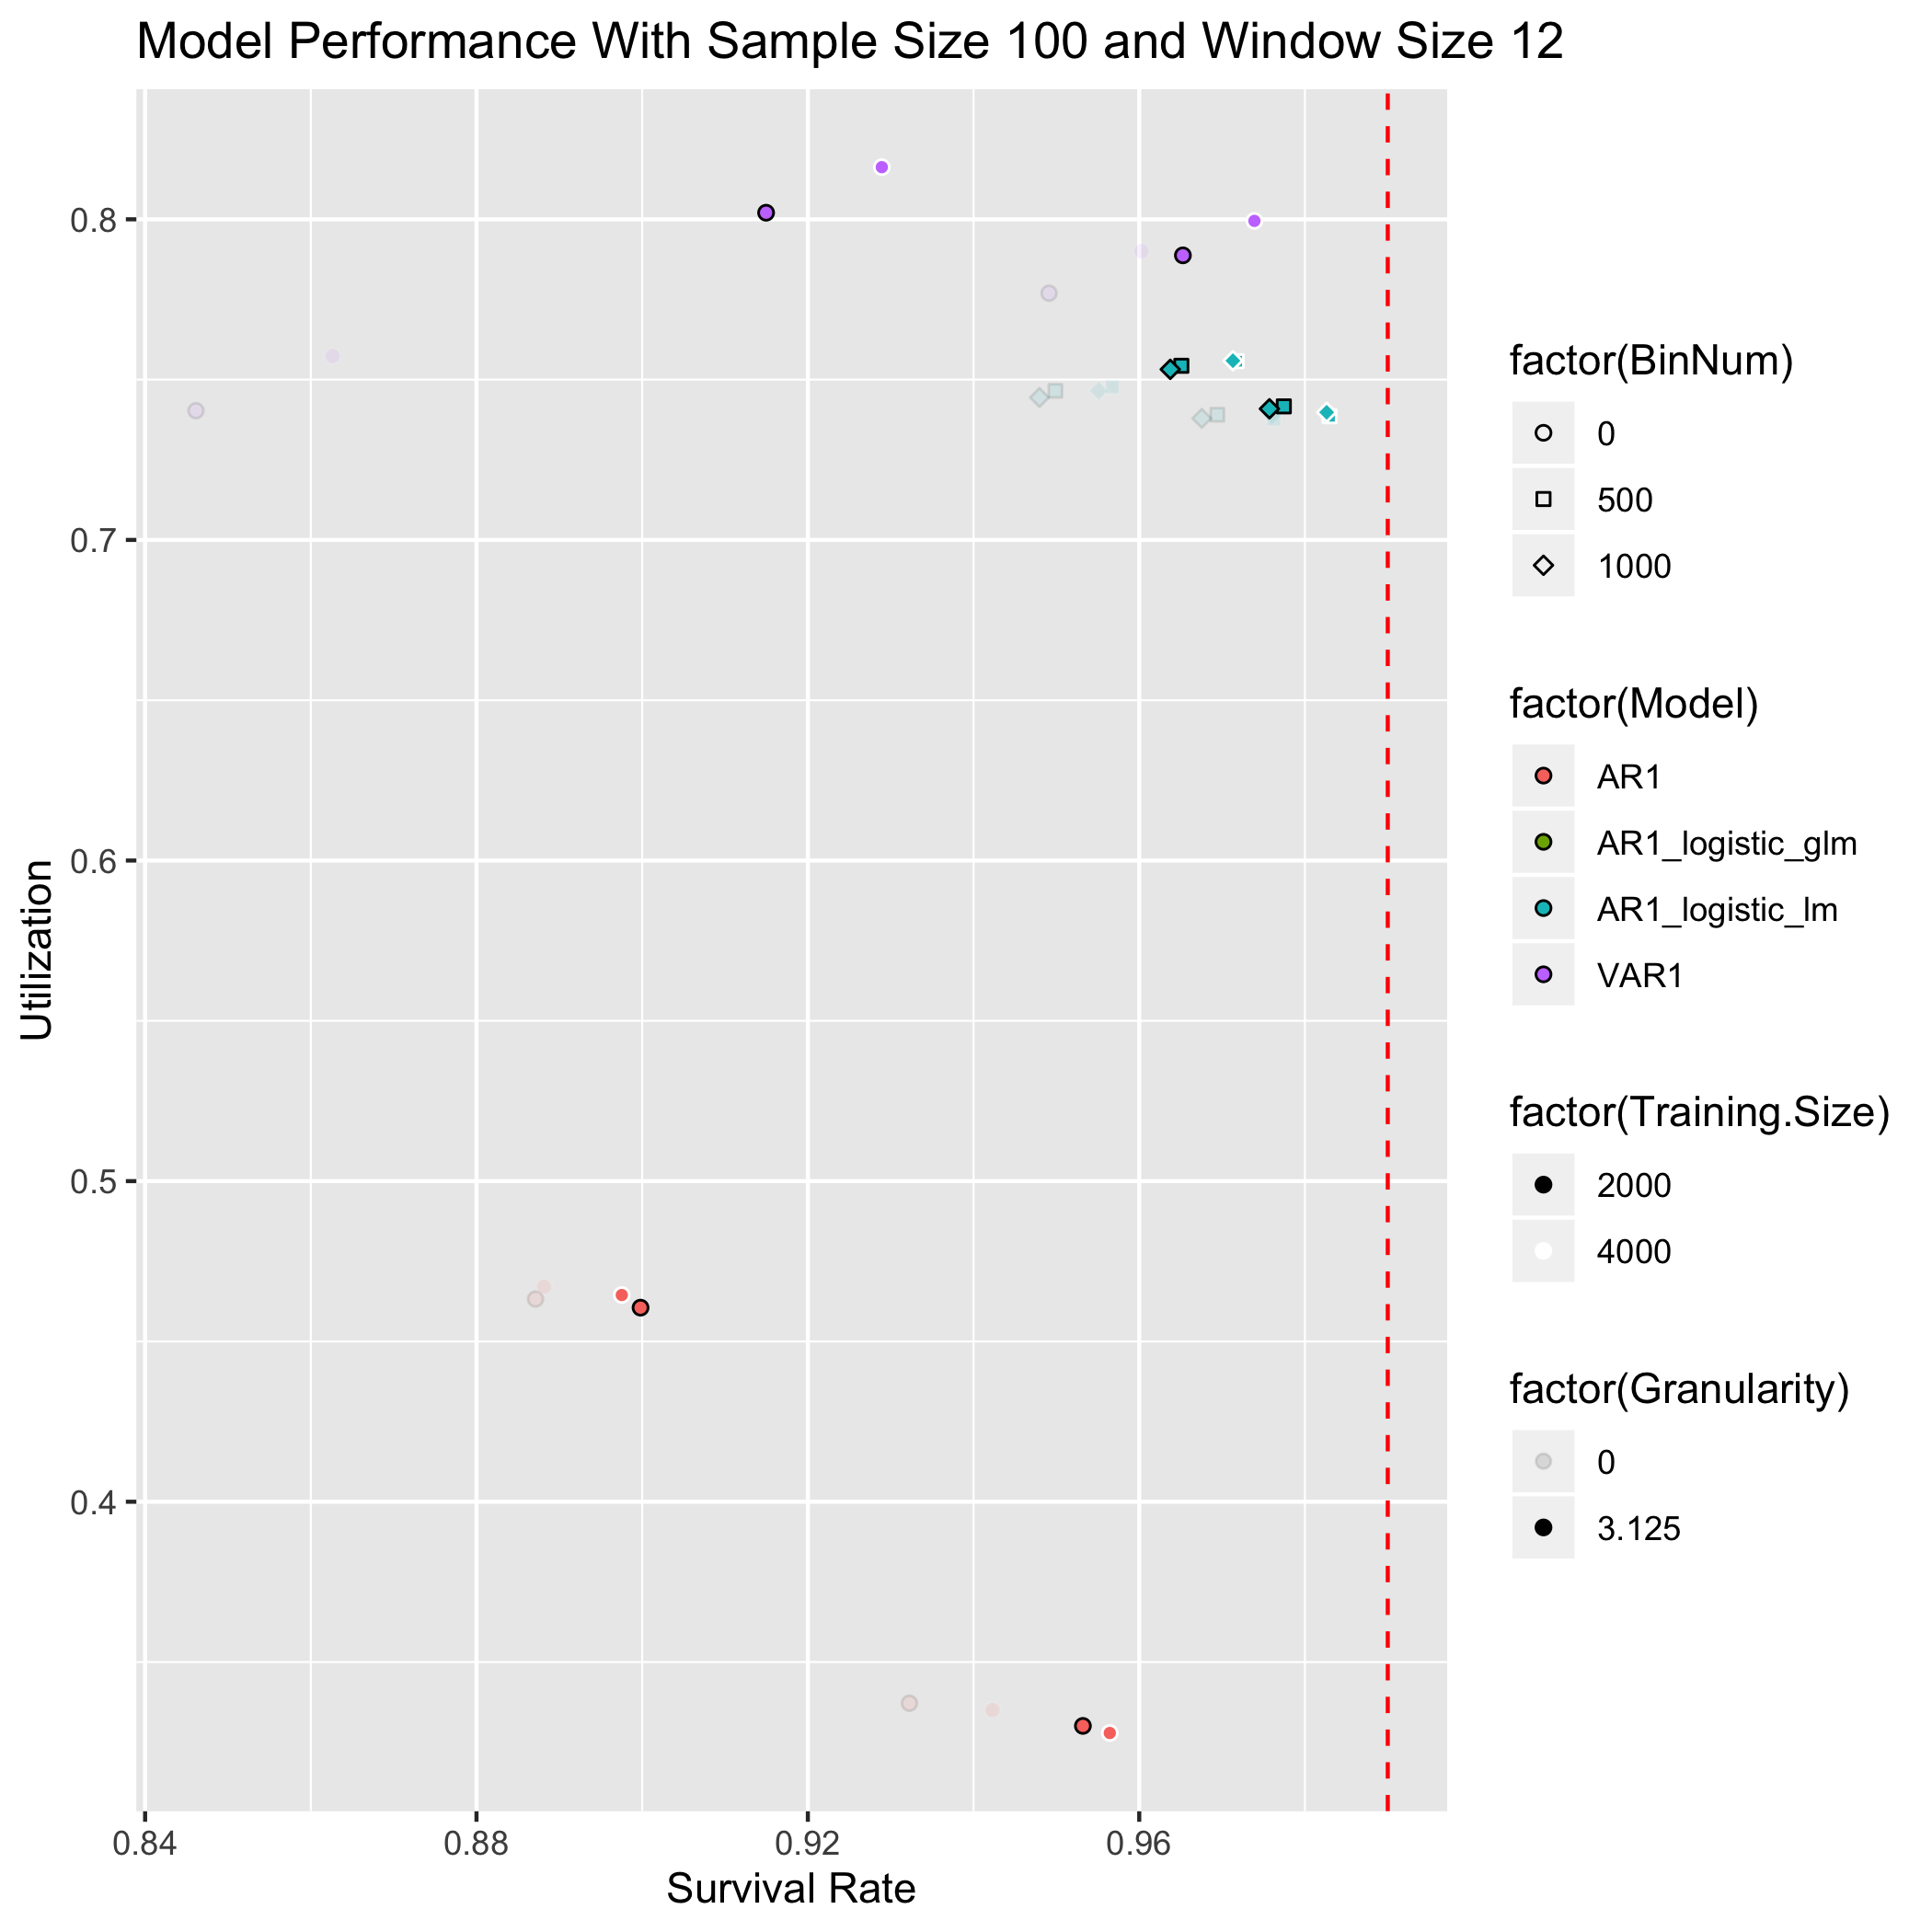 Model Performance With Sample Size 100 and Window Size 12
Utilization
0.8
0.7
0.6
0.5
0.4
0.84
0.88
0.92
0.96
Survival Rate
factor(BinNum)
0
500
1000
factor(Model)
AR1
AR1_logistic_glm
AR1_logistic_lm
VAR1
factor(Training.Size)
2000
4000
factor(Granularity)
0
3.125